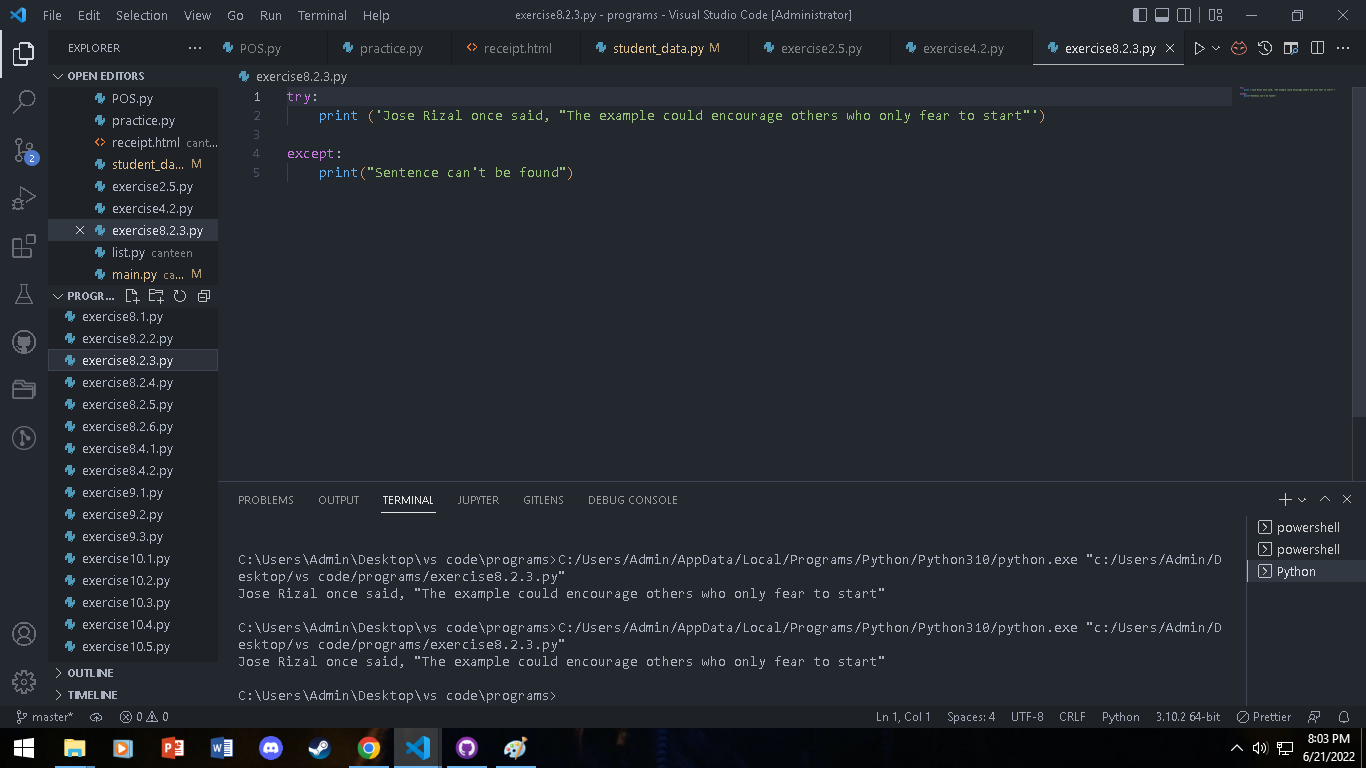 File Edit Selection View Go Run Terminal Help exercise8.2.3.py - programs - Visual Studio Code [Administrator]
EXPLORER
POS.py practice.py receipt.html student_data.py M exercise2.5.py exercise4.2.py exercise8.2.3.py
OPEN EDITORS
POS.py
practice.py
receipt.html cant...
student_da... M
exercise2.5.py
exercise4.2.py
exercise8.2.3.py
list.py canteen
main.py ca... M
PROGR...
exercise8.1.py
exercise8.2.2.py
exercise8.2.3.py
exercise8.2.4.py
exercise8.2.5.py
exercise8.2.6.py
exercise8.4.1.py
exercise8.4.2.py
exercise9.1.py
exercise9.2.py
exercise9.3.py
exercise10.1.py
exercise10.2.py
exercise10.3.py
exercise10.4.py
exercise10.5.py
OUTLINE
TIMELINE
2
exercise8.2.3.py
1 try:
2 print ('Jose Rizal once said, "The example could encourage others who only fear to start"')
3
4 except:
5 print("Sentence can't be found")
PROBLEMS OUTPUT TERMINAL JUPYTER GITLENS DEBUG CONSOLE
C:\Users\Admin\Desktop\vs code\programs>C:/Users/Admin/AppData/Local/Programs/Python/Python310/python.exe "c:/Users/Admin/D
esktop/vs code/programs/exercise8.2.3.py"
Jose Rizal once said, "The example could encourage others who only fear to start"
C:\Users\Admin\Desktop\vs code\programs>C:/Users/Admin/AppData/Local/Programs/Python/Python310/python.exe "c:/Users/Admin/D
esktop/vs code/programs/exercise8.2.3.py"
Jose Rizal once said, "The example could encourage others who only fear to start"
C:\Users\Admin\Desktop\vs code\programs>
powershell
powershell
Python
master* 0 0 Ln 1, Col 1 Spaces: 4 UTF-8 CRLF Python 3.10.2 64-bit Prettier
8:03 PM
6/21/2022